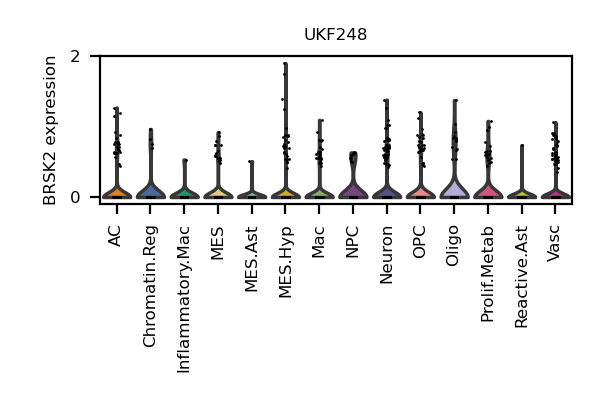 UKF248
BRSK2 expression
2
0
AC
Chromatin.Reg
Inflammatory.Mac
MES
MES.Ast
MES.Hyp
Mac
NPC
Neuron
OPC
Oligo
Prolif.Metab
Reactive.Ast
Vasc